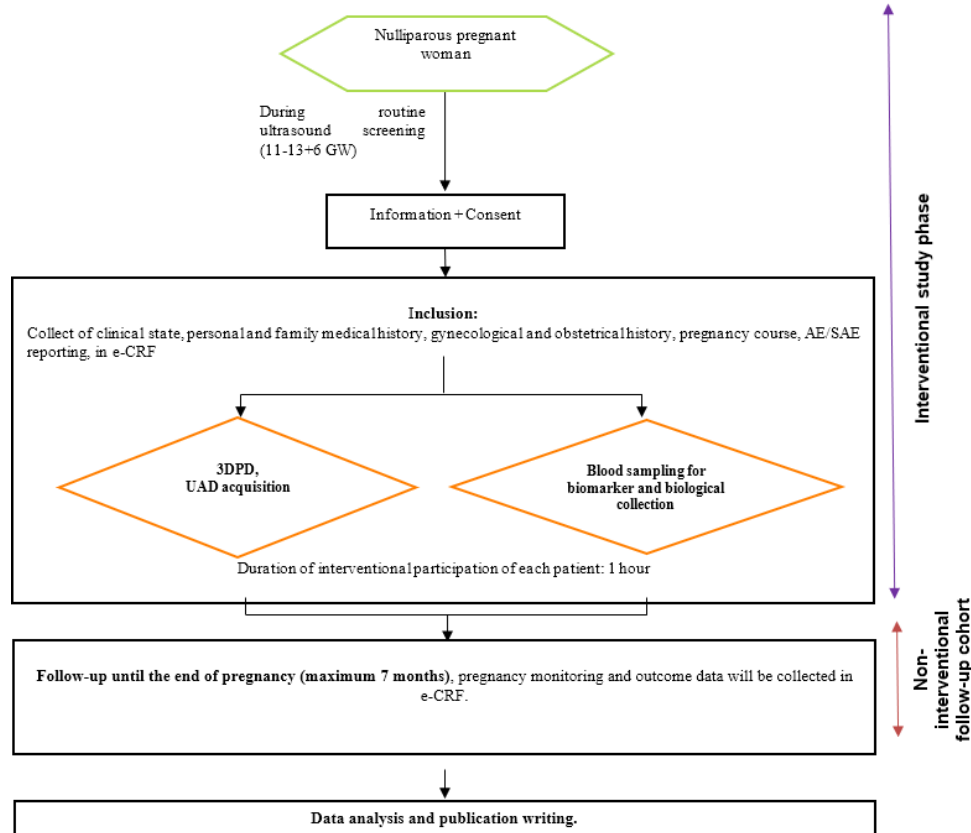 Nulliparous pregnant
woman
During routine
ultrasound screening
(11-13+6 GW)
Information + Consent
Inclusion:
Collect of clinical state, personal and family medical history, gynecological and obstetrical history, pregnancy course, AE/SAE
reporting, in e-CRF
3DPD,
UAD acquisition
Blood sampling for
biomarker and biological
collection
Duration of interventional participation of each patient: 1 hour
Follow-up until the end of pregnancy (maximum 7 months), pregnancy monitoring and outcome data will be collected in
e-CRF.
Data analysis and publication writing.
Interventional study phase
Non-
interventional
follow-up cohort